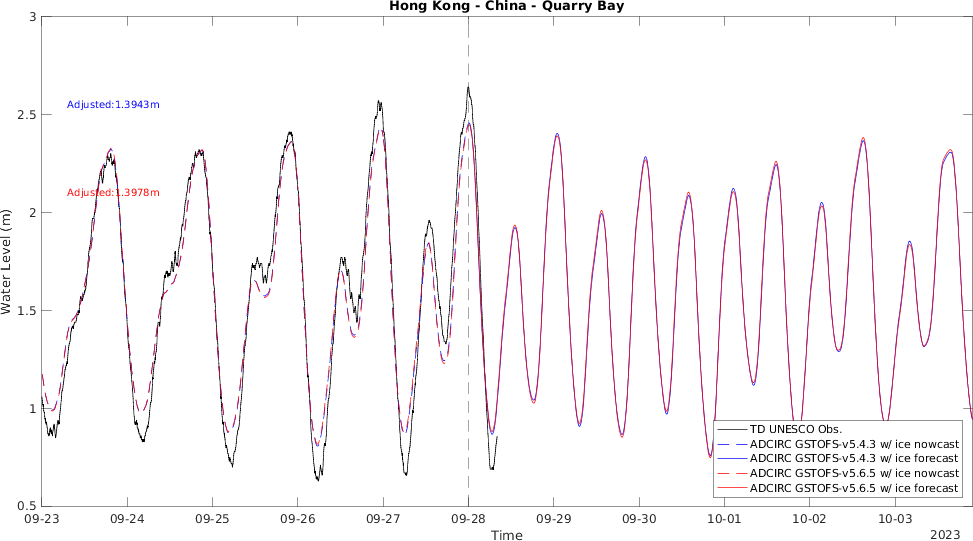 Hong Kong - China - Quarry Bay
3
2.5
2
1.5
1
0.5
Water Level (m)
Adjusted:1.3943m
Adjusted:1.3978m
TD UNESCO Obs.
ADCIRC GSTOFS-v5.4.3 w/ ice nowcast
ADCIRC GSTOFS-v5.4.3 w/ ice forecast
ADCIRC GSTOFS-v5.6.5 w/ ice nowcast
ADCIRC GSTOFS-v5.6.5 w/ ice forecast
09-23 09-24 09-25 09-26 09-27 09-28 09-29 09-30 10-01 10-02 10-03
Time
2023